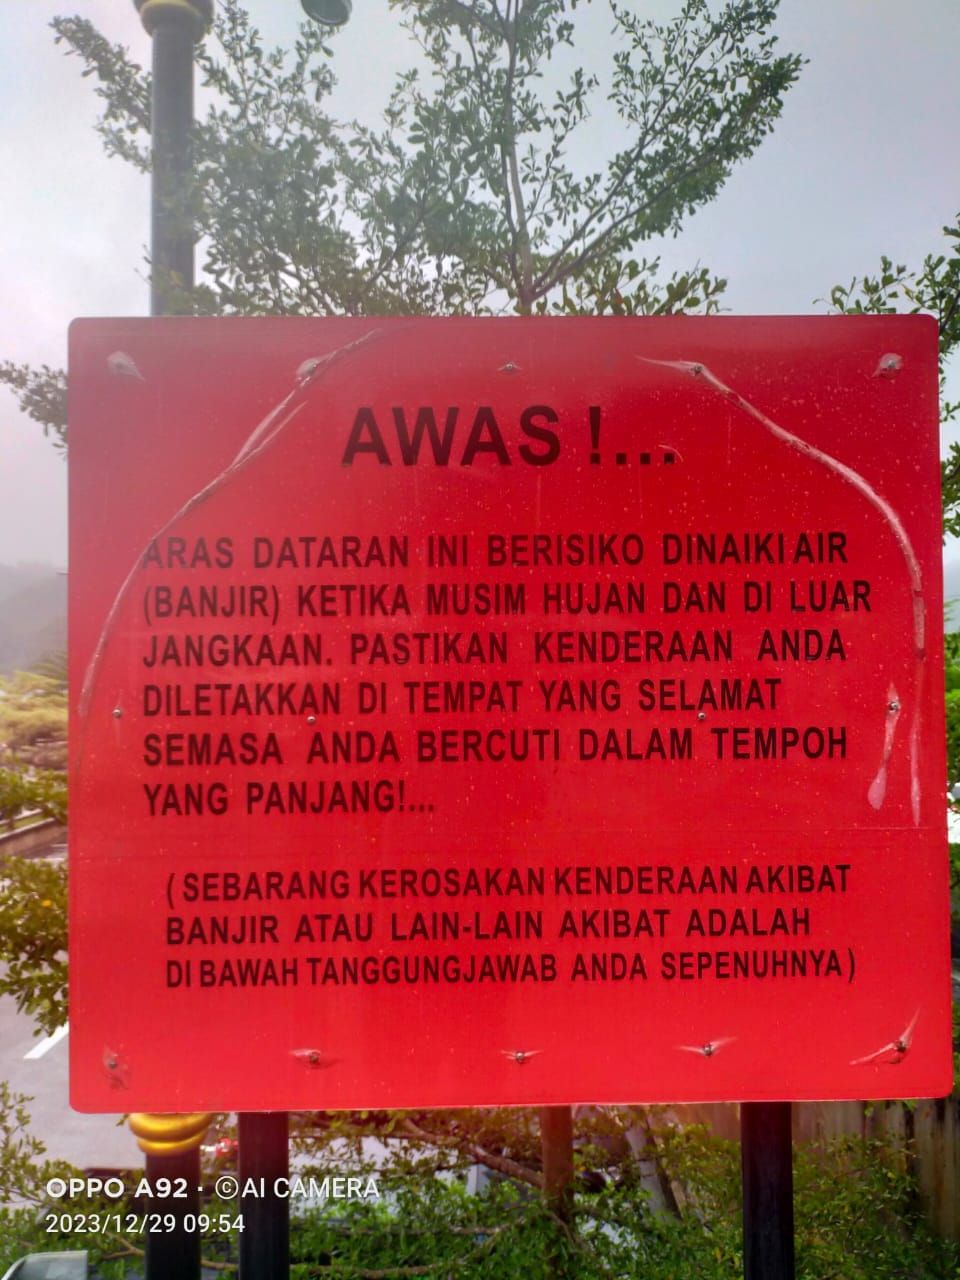 AWAS !...
ARAS DATARAN INI BERISIKO DINAIKI AIR
(BANJIR) KETIKA MUSIM HUJAN DAN DI LUAR
JANGKAAN. PASTIKAN KENDERAAN ANDA
DILETAKKAN DI TEMPAT YANG SELAMAT
SEMASA ANDA BERCUTI DALAM TEMPOH
YANG PANJANG!...
( SEBARANG KEROSAKAN KENDERAAN AKIBAT
BANJIR ATAU LAIN-LAIN AKIBAT ADALAH
DI BAWAH TANGGUNGJAWAB ANDA SEPENUHNYA )
OPPO A92 · ©AI CAMERA
2023/12/29 09:54